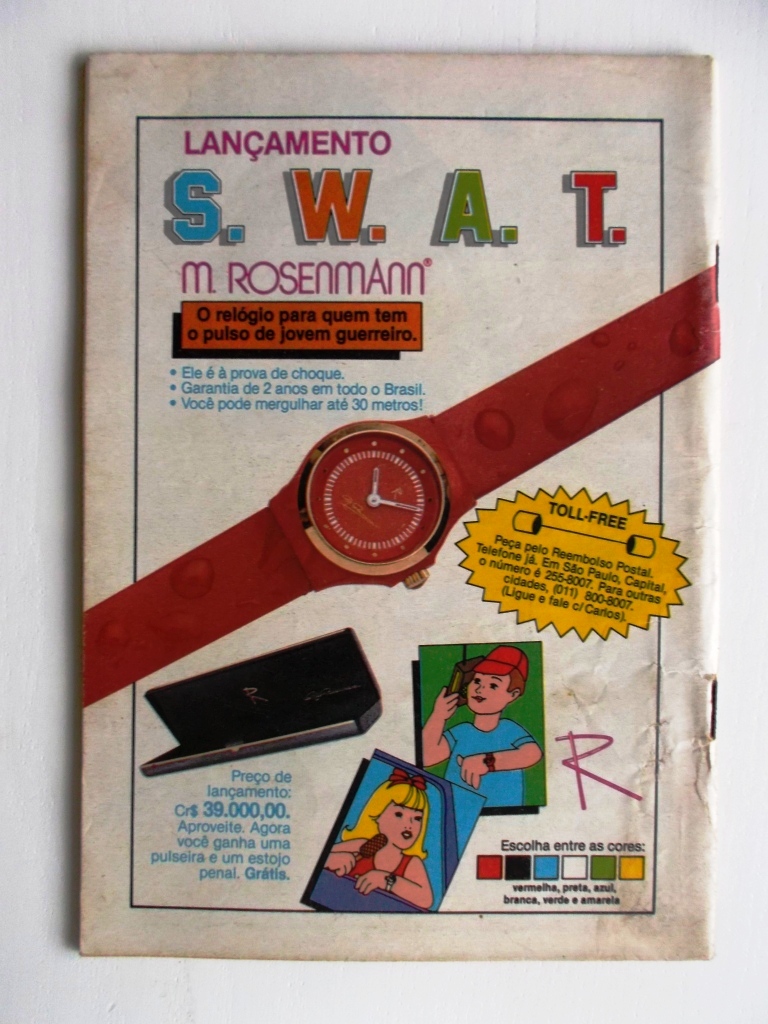 LANÇAMENTO
S. W. A. T.
M. ROSENMANN®
O relógio para quem tem
o pulso de jovem guerreiro.
• Ele é à prova de choque.
• Garantia de 2 anos em todo o Brasil.
• Você pode mergulhar até 30 metros!
TOLL-FREE
Peça pelo Reembolso Postal.
Telefone já. Em São Paulo, Capital,
o número é 255-8007. Para outras
cidades, (011) 800-8007.
(Ligue e fale c/Carlos).
R
R
Preço de
lançamento:
Cr$ 39.000,00.
Aproveite. Agora
você ganha uma
pulseira e um estojo
penal. Grátis.
R
Escolha entre as cores:
vermelha, preta, azul,
branca, verde e amarela